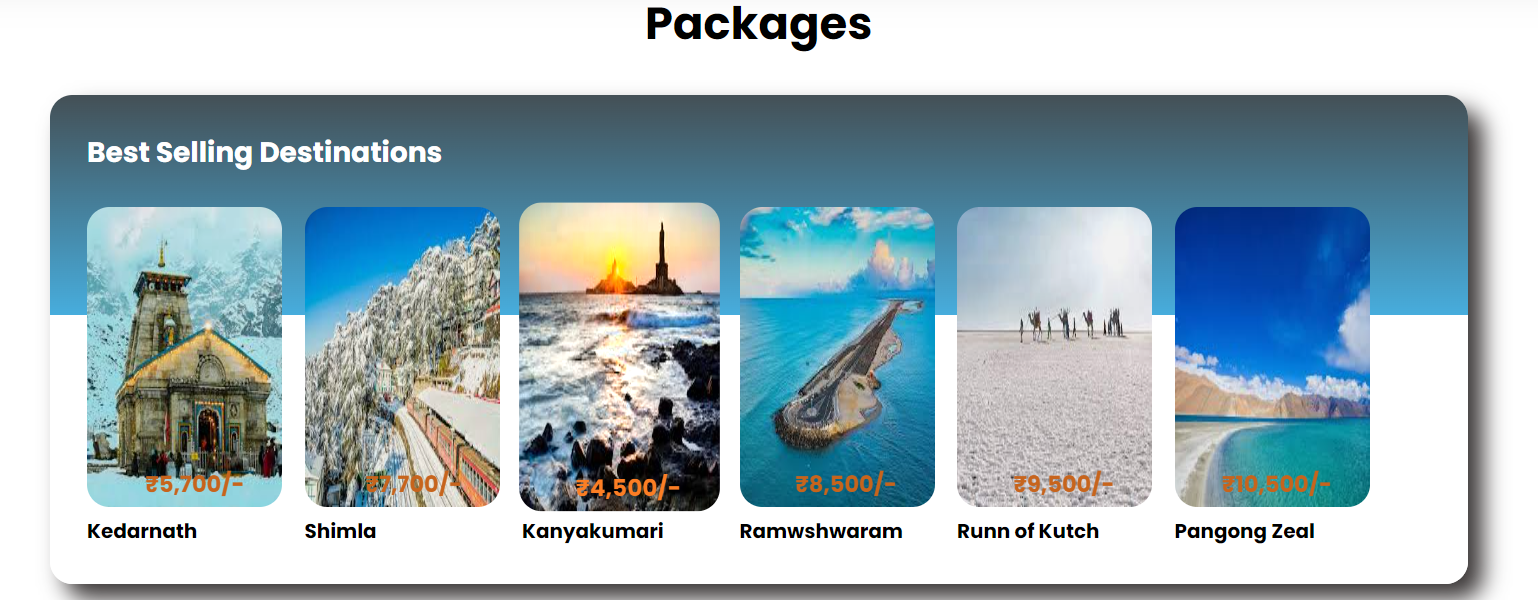 Packages
Best Selling Destinations
₹5,700/-
₹7,700/-
₹4,500/-
₹8,500/-
₹9,500/-
₹10,500/-
Kedarnath
Shimla
Kanyakumari
Ramwshwaram
Runn of Kutch
Pangong Zeal